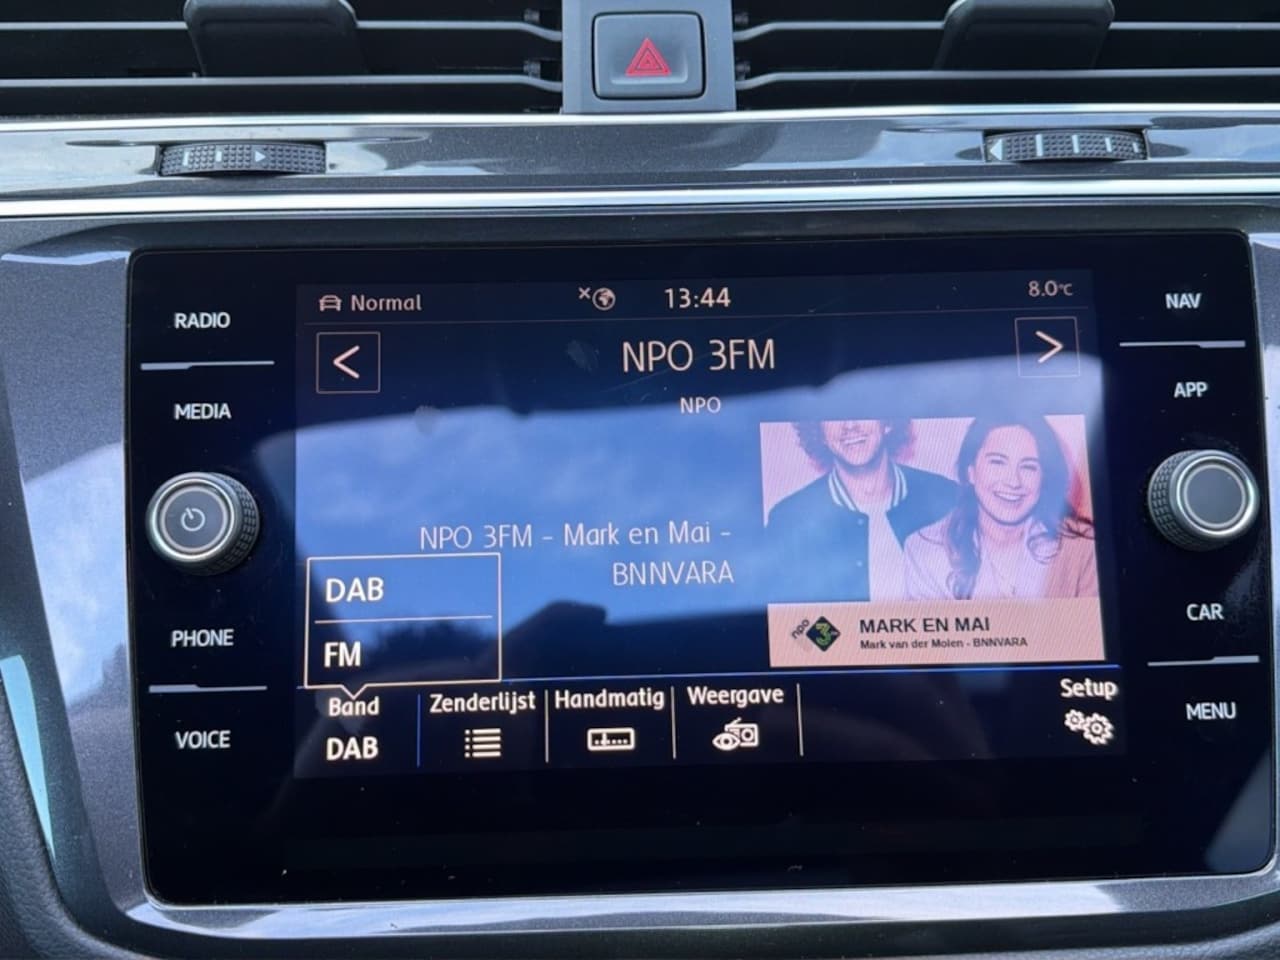 RADIO
MEDIA
PHONE
VOICE
Normal
13:44
8.0°C
<
NPO 3FM
>
NPO
NPO 3FM - Mark en Mai -
BNNVARA
npo 3FM
MARK EN MAI
Mark van der Molen - BNNVARA
DAB
FM
Band
DAB
Zenderlijst
Handmatig
Weergave
Setup
NAV
APP
CAR
MENU